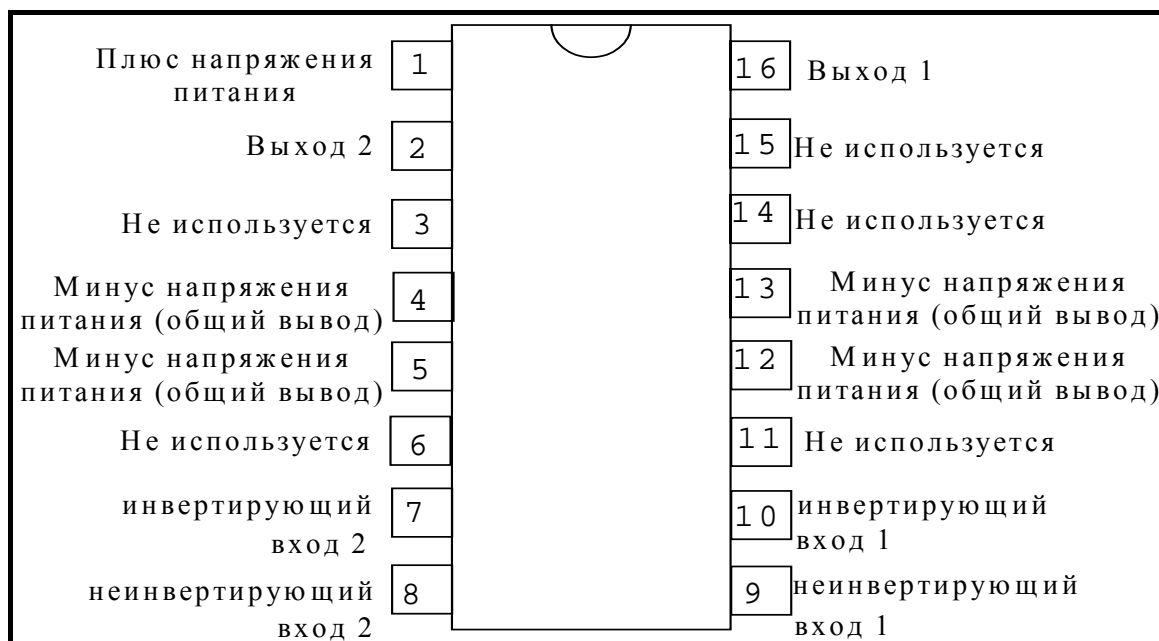 Плюс напряжения
питания
1
16
Выход 1
Выход 2
2
15
Не используется
Не используется
3
14
Не используется
Минус напряжения
питания (общий вывод)
4
13
Минус напряжения
питания (общий вывод)
Минус напряжения
питания (общий вывод)
5
12
Минус напряжения
питания (общий вывод)
Не используется
6
11
Не используется
инвертирующий
вход 2
7
10
инвертирующий
вход 1
неинвертирующий
вход 2
8
9
неинвертирующий
вход 1